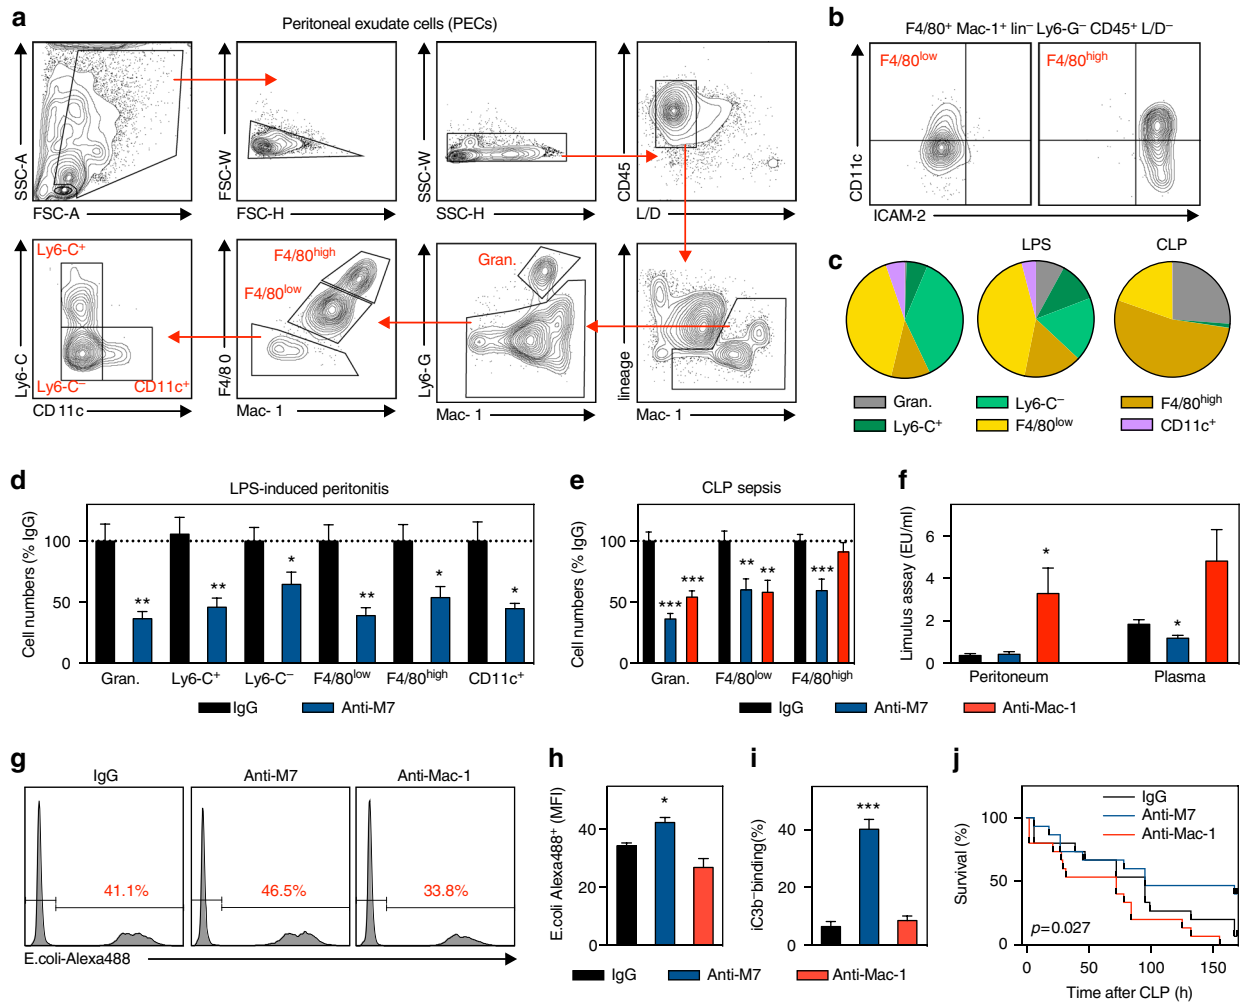 a
Peritoneal exudate cells (PECs)
SSC-A
FSC-A
FSC-W
FSC-H
SSC-W
SSC-H
CD45
L/D
Ly6-C⁺
Ly6-C⁻
CD11c⁺
Ly6-C
CD11c
F4/80ʰⁱᵍʰ
F4/80ˡᵒʷ
F4/80
Mac-1
Gran.
Ly6-G
Mac-1
lineage
Mac-1
b
F4/80⁺ Mac-1⁺ lin⁻ Ly6-G⁻ CD45⁺ L/D⁻
F4/80ˡᵒʷ
F4/80ʰⁱᵍʰ
CD11c
ICAM-2
c
LPS
CLP
Gran.
Ly6-C⁻
F4/80ʰⁱᵍʰ
Ly6-C⁺
F4/80ˡᵒʷ
CD11c⁺
d
LPS-induced peritonitis
Cell numbers (% IgG)
100
50
0
**
**
*
**
*
*
Gran.
Ly6-C⁺
Ly6-C⁻
F4/80ˡᵒʷ
F4/80ʰⁱᵍʰ
CD11c⁺
IgG
Anti-M7
e
CLP sepsis
Cell numbers (% IgG)
100
50
0
***
***
**
**
***
Gran.
F4/80ˡᵒʷ
F4/80ʰⁱᵍʰ
f
Limulus assay (EU/ml)
6
4
2
0
*
*
Peritoneum
Plasma
IgG
Anti-M7
Anti-Mac-1
g
IgG
Anti-M7
Anti-Mac-1
41.1%
46.5%
33.8%
E.coli-Alexa488
h
E.coli Alexa488⁺ (MFI)
40
20
0
*
i
iC3b⁻binding(%)
40
20
0
***
IgG
Anti-M7
Anti-Mac-1
j
IgG
Anti-M7
Anti-Mac-1
Survival (%)
100
50
0
p=0.027
0
50
100
150
Time after CLP (h)